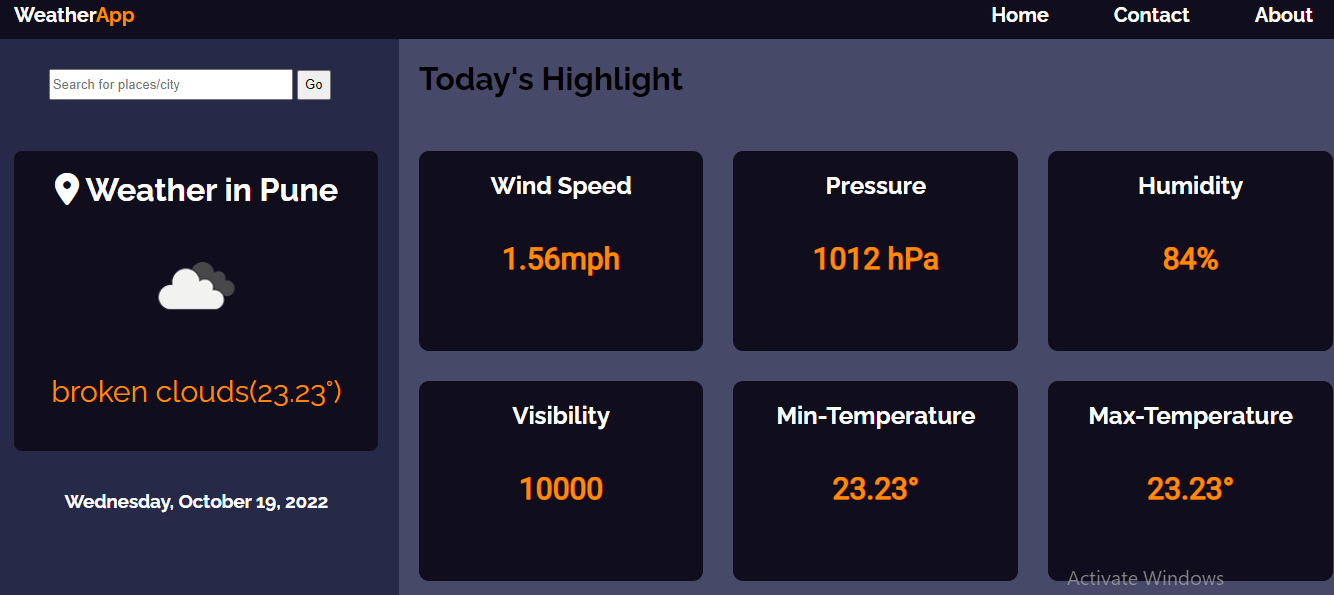 WeatherApp
Home Contact About
Search for places/city Go
Weather in Pune
broken clouds(23.23°)
Wednesday, October 19, 2022
Today's Highlight
Wind Speed
1.56mph
Pressure
1012 hPa
Humidity
84%
Visibility
10000
Min-Temperature
23.23°
Max-Temperature
23.23°
Activate Windows